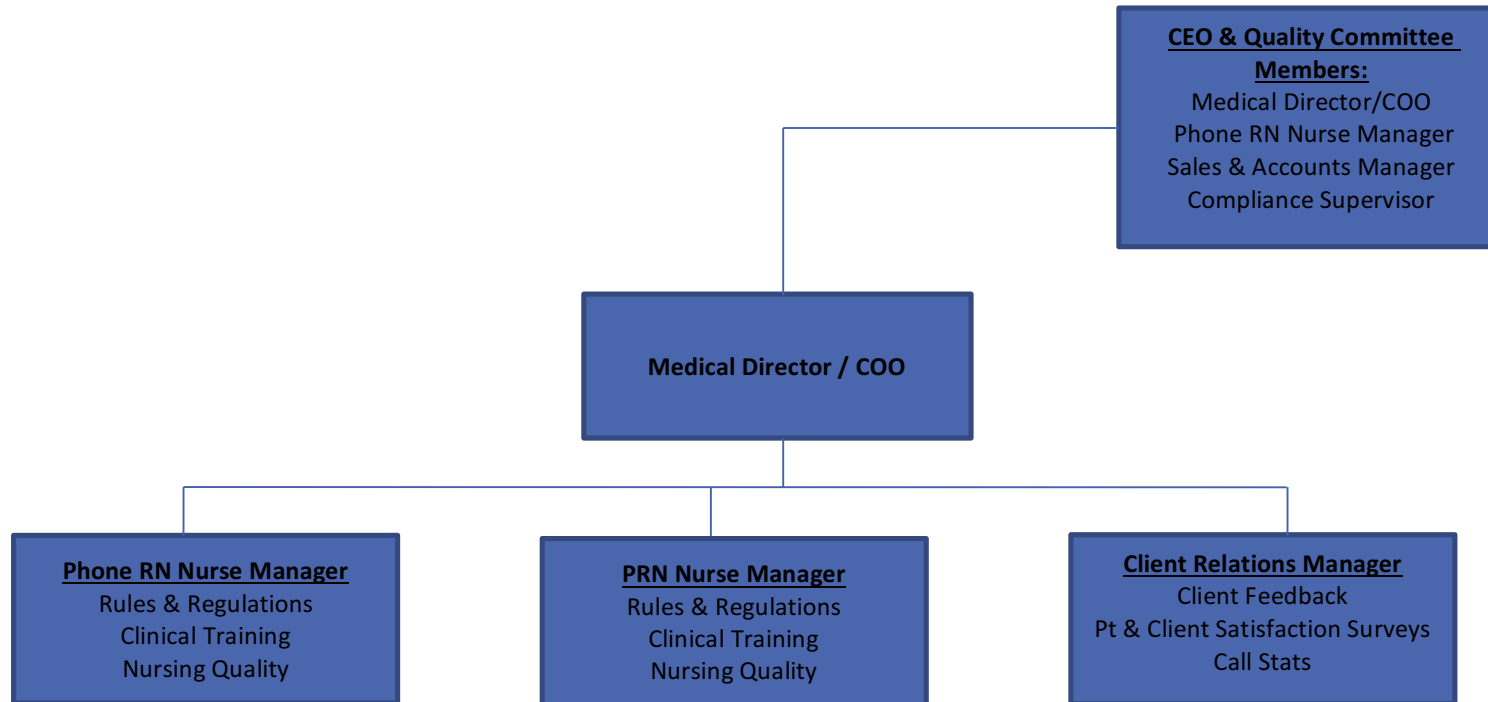 CEO & Quality Committee
Members:
Medical Director/COO
Phone RN Nurse Manager
Sales & Accounts Manager
Compliance Supervisor
Medical Director / COO
Phone RN Nurse Manager
Rules & Regulations
Clinical Training
Nursing Quality
PRN Nurse Manager
Rules & Regulations
Clinical Training
Nursing Quality
Client Relations Manager
Client Feedback
Pt & Client Satisfaction Surveys
Call Stats